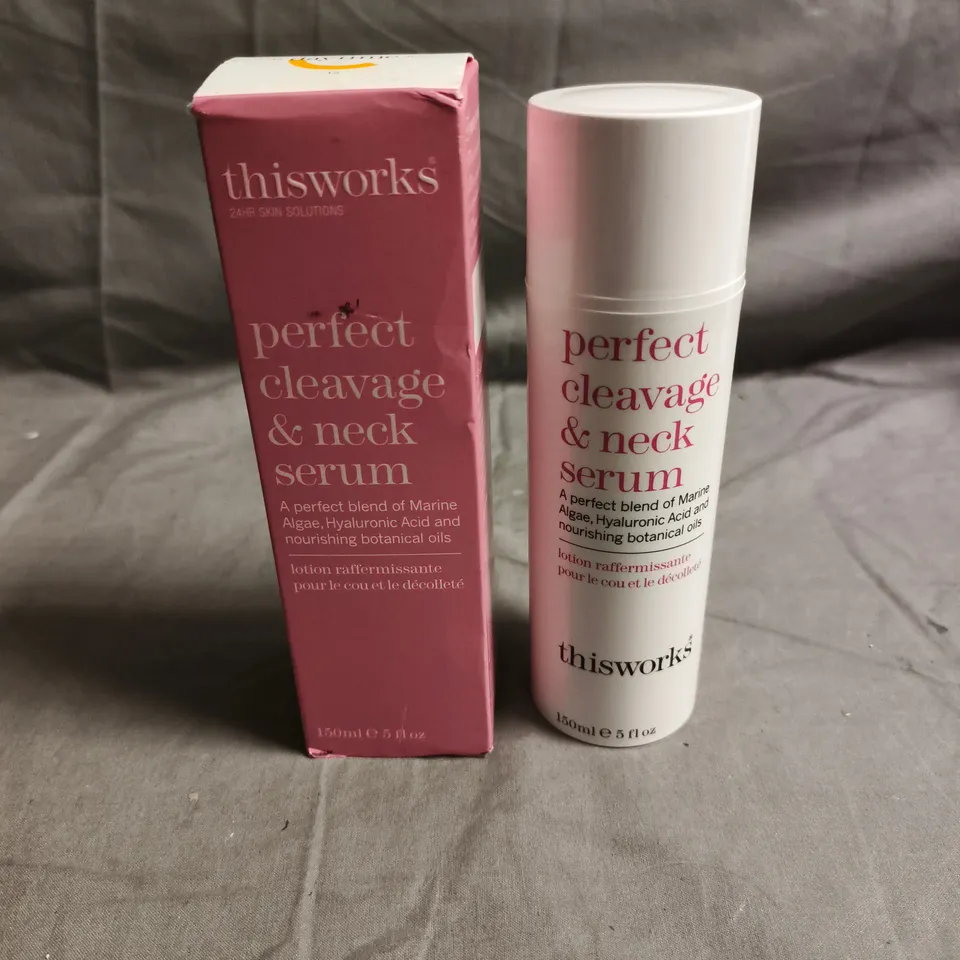 thisworks®
24HR SKIN SOLUTIONS
perfect
cleavage
& neck
serum
A perfect blend of Marine
Algae, Hyaluronic Acid and
nourishing botanical oils
lotion raffermissante
pour le cou et le décolleté
150ml e 5 fl oz
perfect
cleavage
& neck
serum
A perfect blend of Marine
Algae, Hyaluronic Acid and
nourishing botanical oils
lotion raffermissante
pour le cou et le décolleté
thisworks®
150ml e 5 fl oz